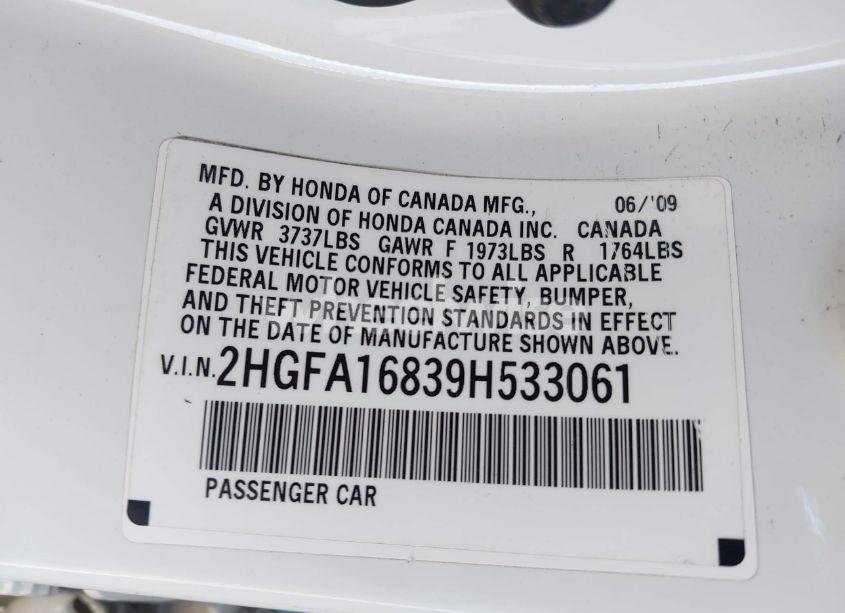 MFD. BY HONDA OF CANADA MFG., 06/'09
A DIVISION OF HONDA CANADA INC. CANADA
GVWR 3737LBS GAWR F 1973LBS R 1764LBS
THIS VEHICLE CONFORMS TO ALL APPLICABLE
FEDERAL MOTOR VEHICLE SAFETY, BUMPER,
AND THEFT PREVENTION STANDARDS IN EFFECT
ON THE DATE OF MANUFACTURE SHOWN ABOVE.
V.I.N. 2HGFA16839H533061
PASSENGER CAR